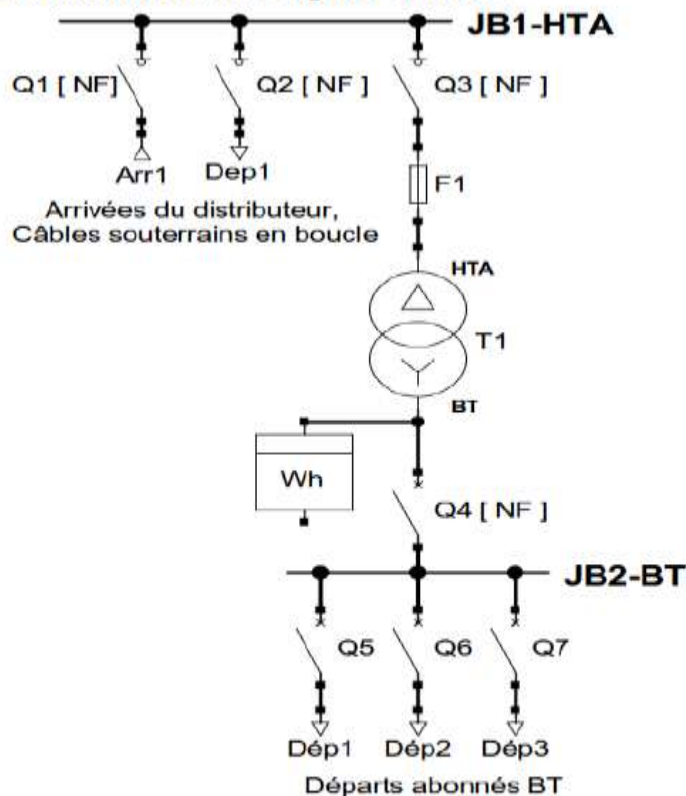 JB1-HTA
Q1 [ NF]
Q2 [ NF ]
Q3 [ NF ]
Arr1
Dep1
F1
Arrivées du distributeur,
Câbles souterrains en boucle
HTA
T1
BT
Wh
Q4 [ NF ]
JB2-BT
Q5
Q6
Q7
Dép1
Dép2
Dép3
Départs abonnés BT